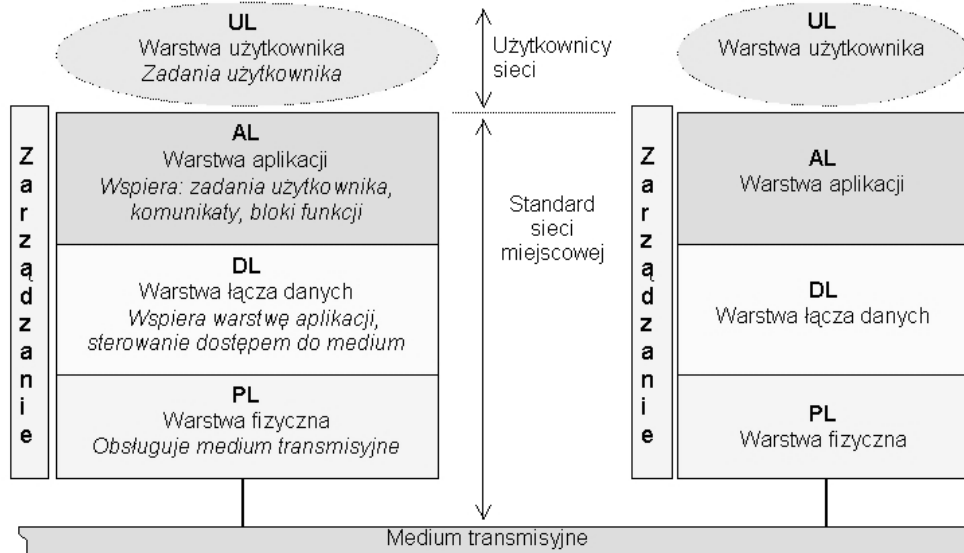 UL
Warstwa użytkownika
Zadania użytkownika
Użytkownicy
sieci
UL
Warstwa użytkownika
Zarządzanie
AL
Warstwa aplikacji
Wspiera: zadania użytkownika,
komunikaty, bloki funkcji
DL
Warstwa łącza danych
Wspiera warstwę aplikacji,
sterowanie dostępem do medium
PL
Warstwa fizyczna
Obsługuje medium transmisyjne
Standard
sieci
miejscowej
Zarządzanie
AL
Warstwa aplikacji
DL
Warstwa łącza danych
PL
Warstwa fizyczna
Medium transmisyjne